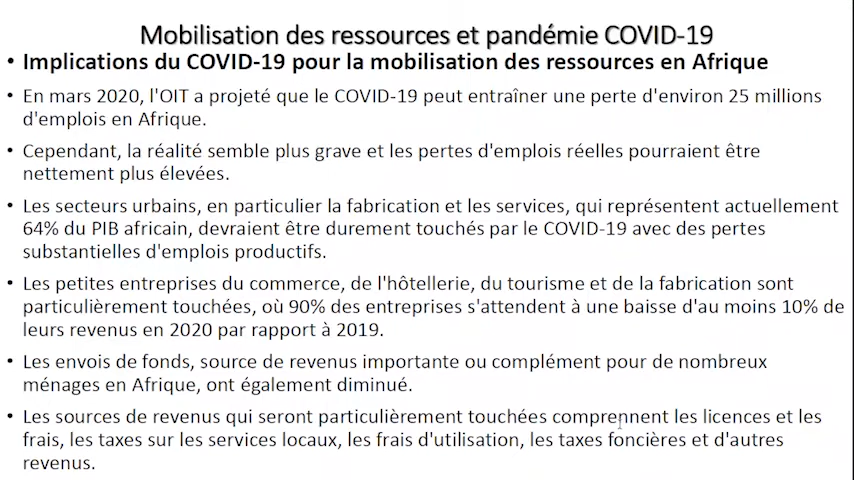 Mobilisation des ressources et pandémie COVID-19
• Implications du COVID-19 pour la mobilisation des ressources en Afrique
• En mars 2020, l'OIT a projeté que le COVID-19 peut entraîner une perte d'environ 25 millions
d'emplois en Afrique.
• Cependant, la réalité semble plus grave et les pertes d'emplois réelles pourraient être
nettement plus élevées.
• Les secteurs urbains, en particulier la fabrication et les services, qui représentent actuellement
64% du PIB africain, devraient être durement touchés par le COVID-19 avec des pertes
substantielles d'emplois productifs.
• Les petites entreprises du commerce, de l'hôtellerie, du tourisme et de la fabrication sont
particulièrement touchées, où 90% des entreprises s'attendent à une baisse d'au moins 10% de
leurs revenus en 2020 par rapport à 2019.
• Les envois de fonds, source de revenus importante ou complément pour de nombreux
ménages en Afrique, ont également diminué.
• Les sources de revenus qui seront particulièrement touchées comprennent les licences et les
frais, les taxes sur les services locaux, les frais d'utilisation, les taxes foncières et d'autres
revenus.